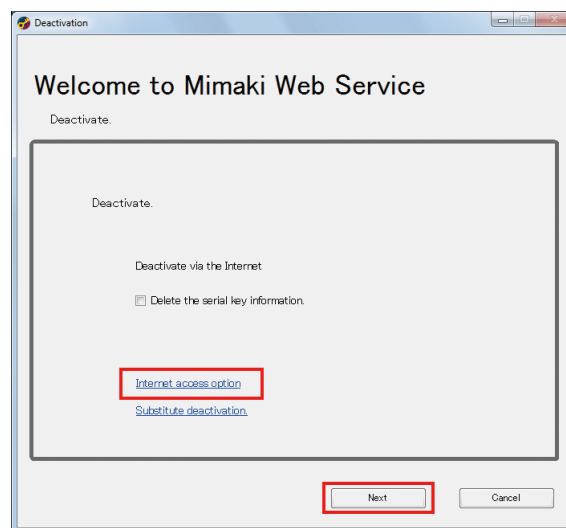 Deactivation
Welcome to Mimaki Web Service
Deactivate.
Deactivate.
Deactivate via the Internet
Delete the serial key information.
Internet access option
Substitute deactivation.
Next
Cancel